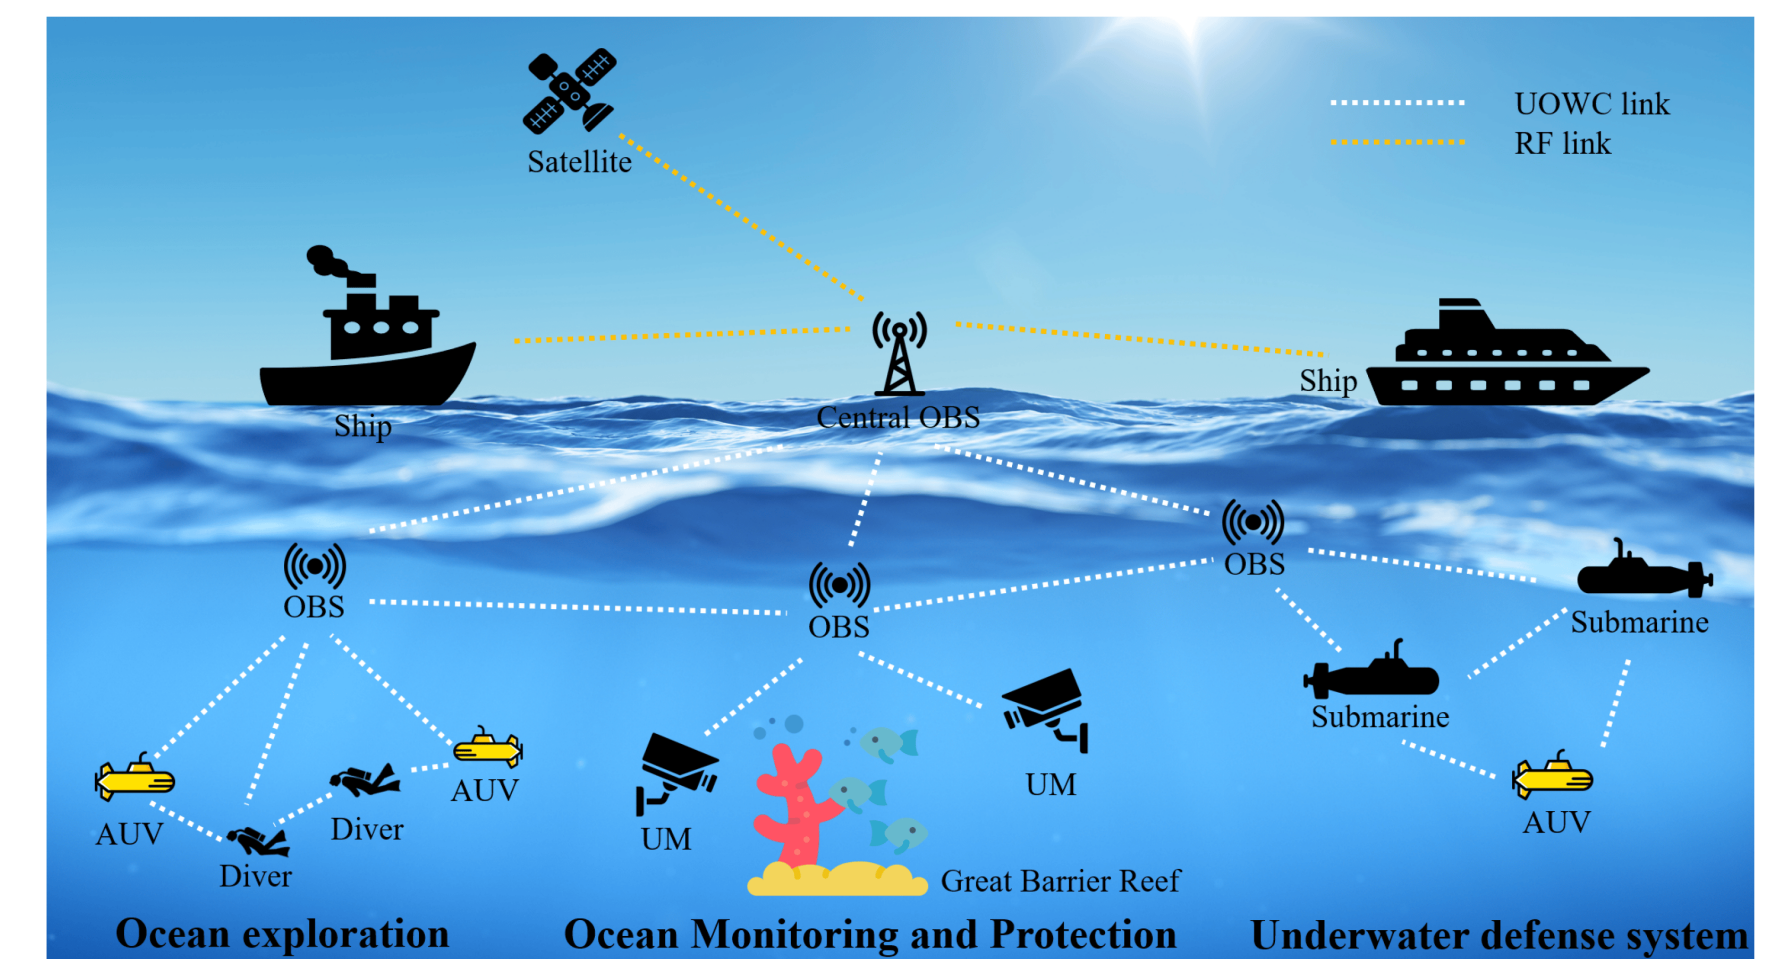 UOWC link
RF link
Satellite
Ship
Central OBS
Ship
OBS
OBS
OBS
Submarine
Submarine
AUV
AUV
Diver
Diver
AUV
UM
UM
Great Barrier Reef
Ocean exploration
Ocean Monitoring and Protection
Underwater defense system